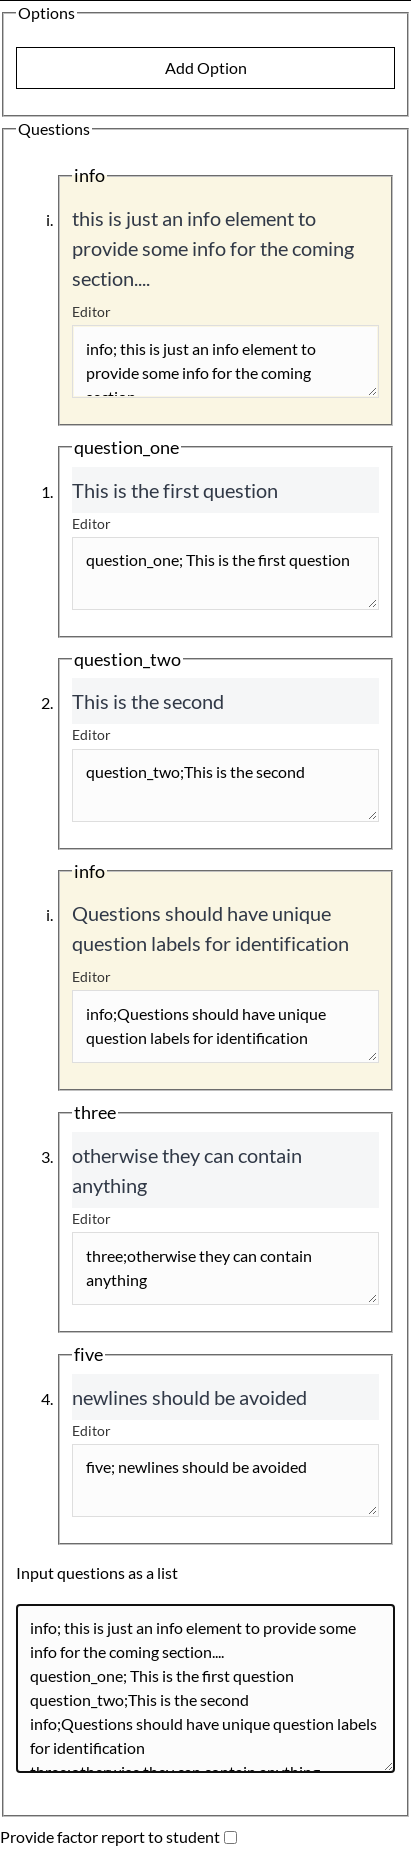 Options
Add Option
Questions
info
i.
this is just an info element to
provide some info for the coming
section....
Editor
info; this is just an info element to
provide some info for the coming
section....
question_one
1.
This is the first question
Editor
question_one; This is the first question
question_two
2.
This is the second
Editor
question_two;This is the second
info
i.
Questions should have unique
question labels for identification
Editor
info;Questions should have unique
question labels for identification
three
3.
otherwise they can contain
anything
Editor
three;otherwise they can contain
anything
five
4.
newlines should be avoided
Editor
five; newlines should be avoided
Input questions as a list
info; this is just an info element to provide some
info for the coming section....
question_one; This is the first question
question_two;This is the second
info;Questions should have unique question labels
for identification
three;otherwise they can contain anything
Provide factor report to student